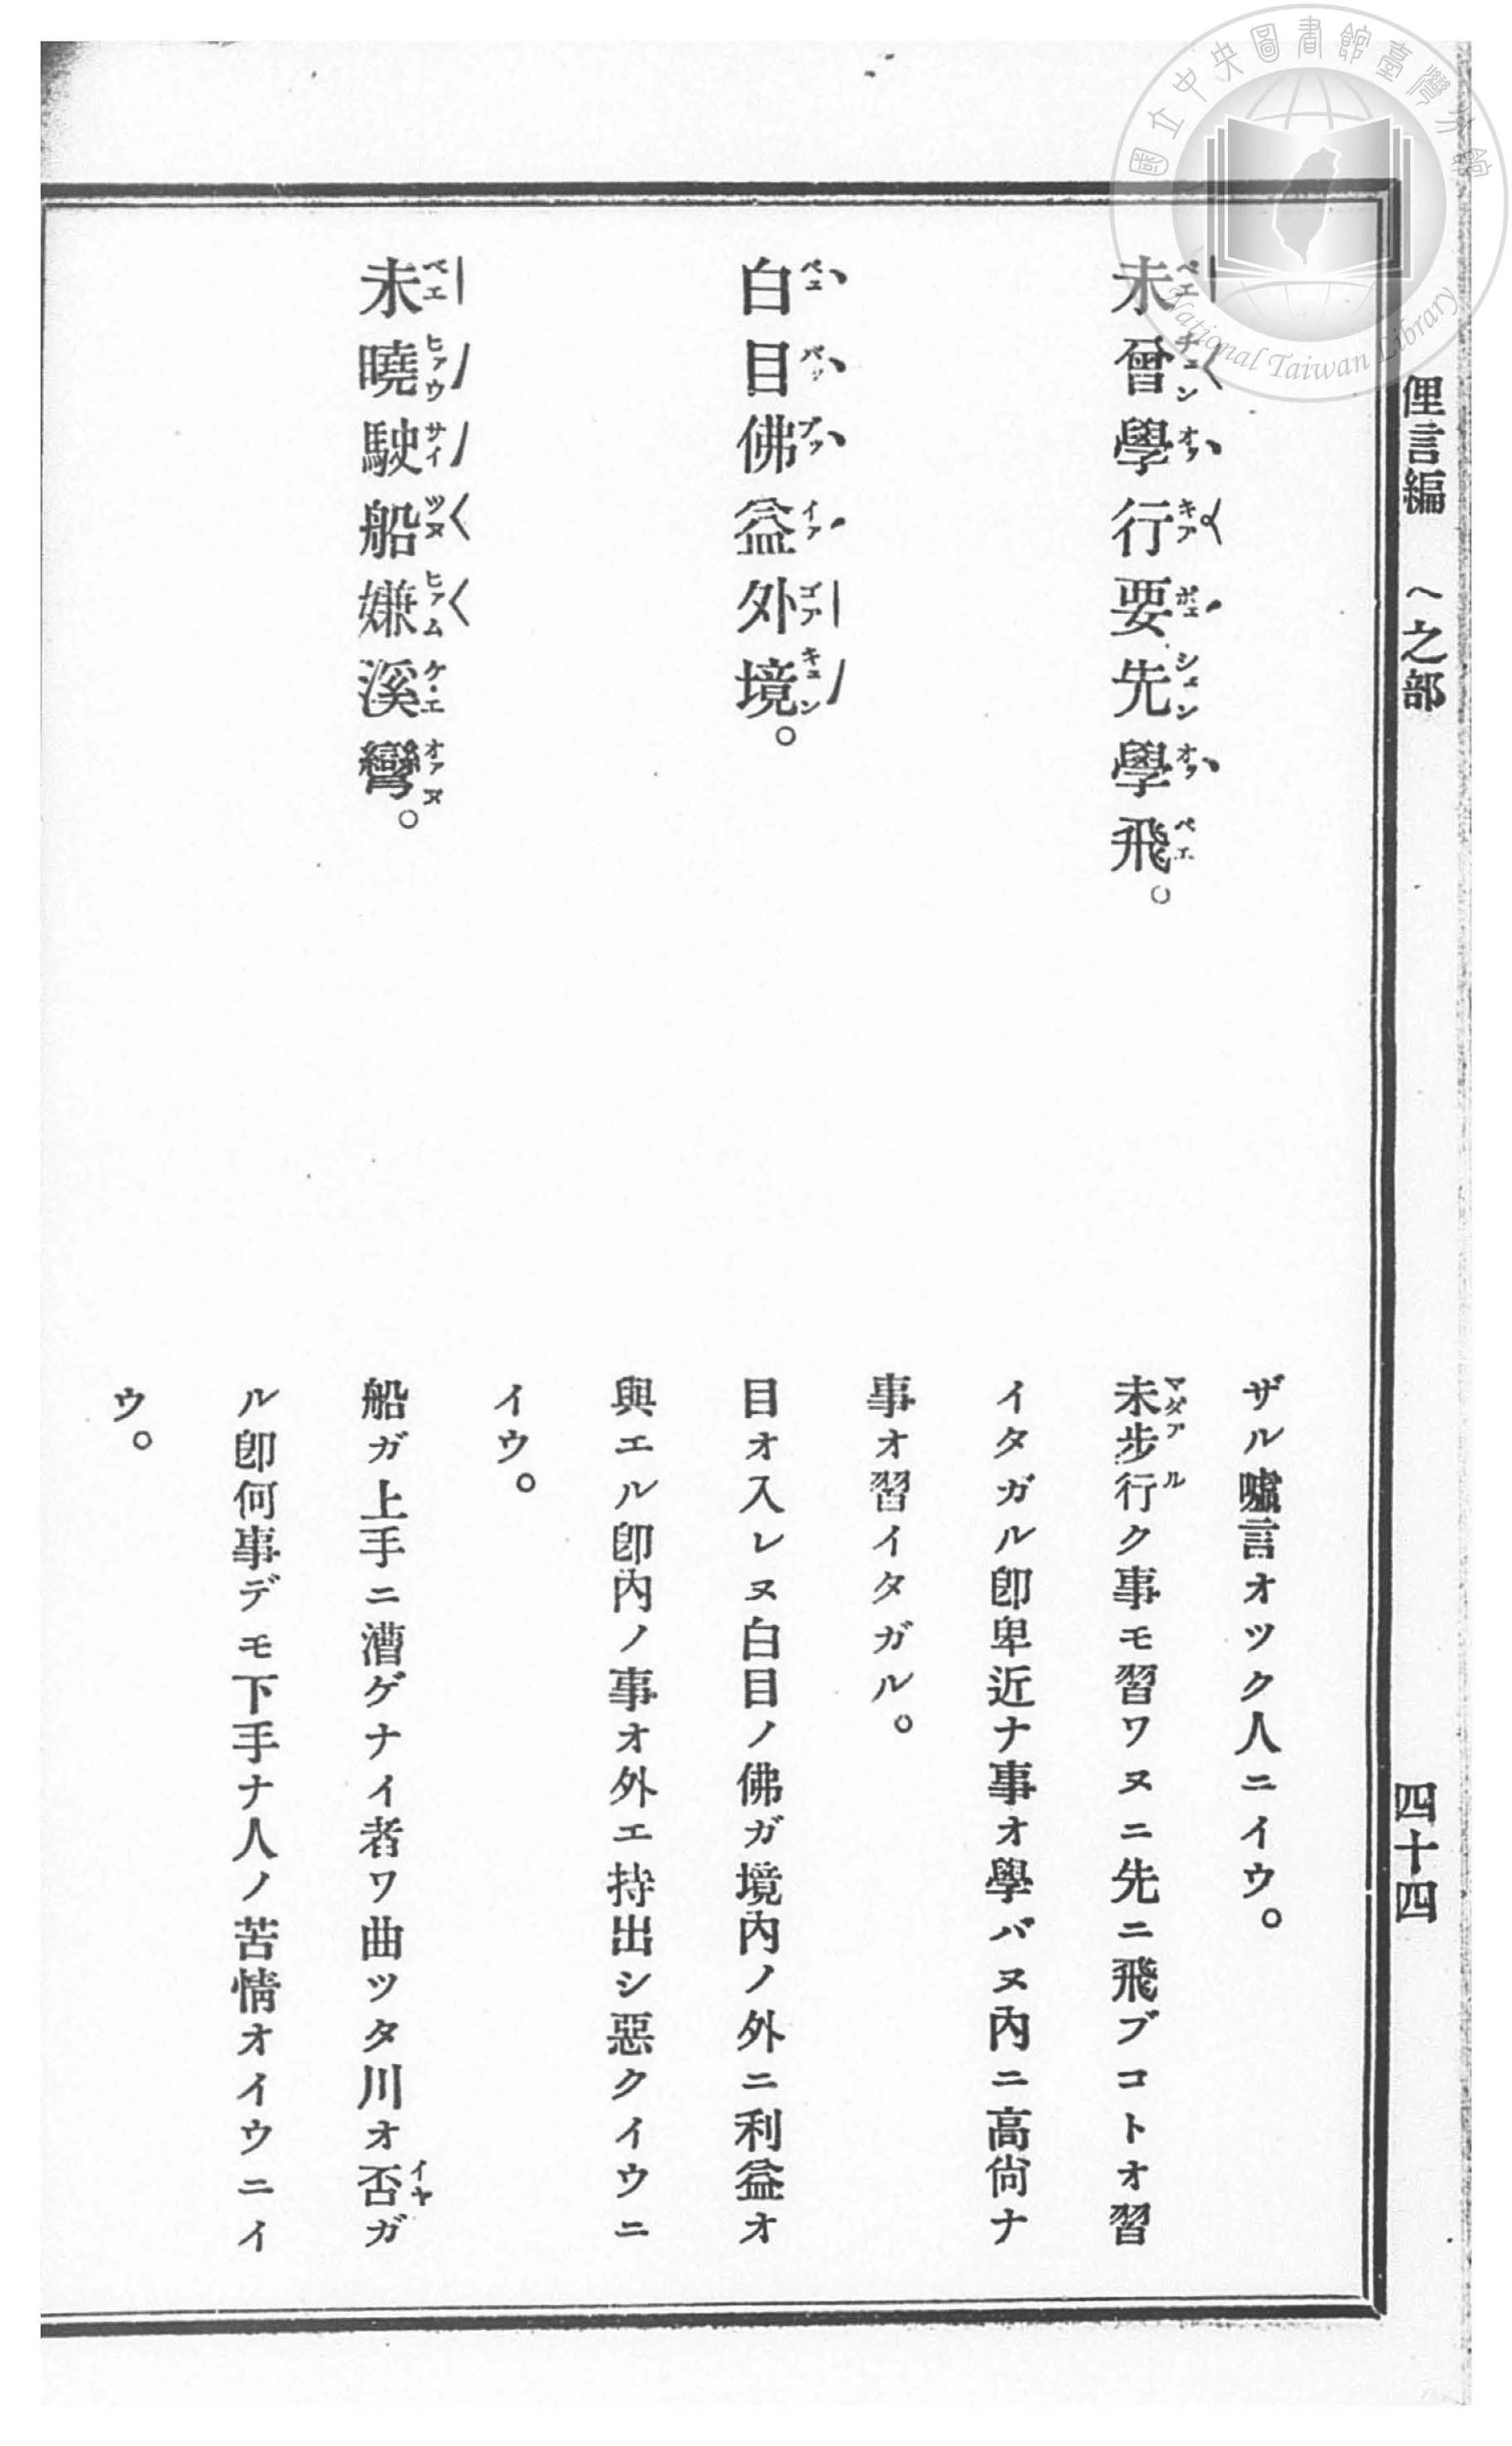 國立中央圖書館臺灣分館
National Taiwan Library
俚言編 ヘ之部 四十四
ザル嘘言オツク人ニイウ。
未曾學行要先學飛。
未步行ク事モ習ワヌニ先ニ飛ブコトオ習
イタガル卽卑近ナ事オ學バヌ內ニ高尙ナ
事オ習イタガル。
白目佛益外境。
目オ入レヌ白目ノ佛ガ境內ノ外ニ利益オ
與エル卽內ノ事オ外エ持出シ惡クイウニ
イウ。
未曉駛船嫌溪彎。
船ガ上手ニ漕ゲナイ者ワ曲ツタ川オ否ガ
ル卽何事デモ下手ナ人ノ苦情オイウニイ
ウ。